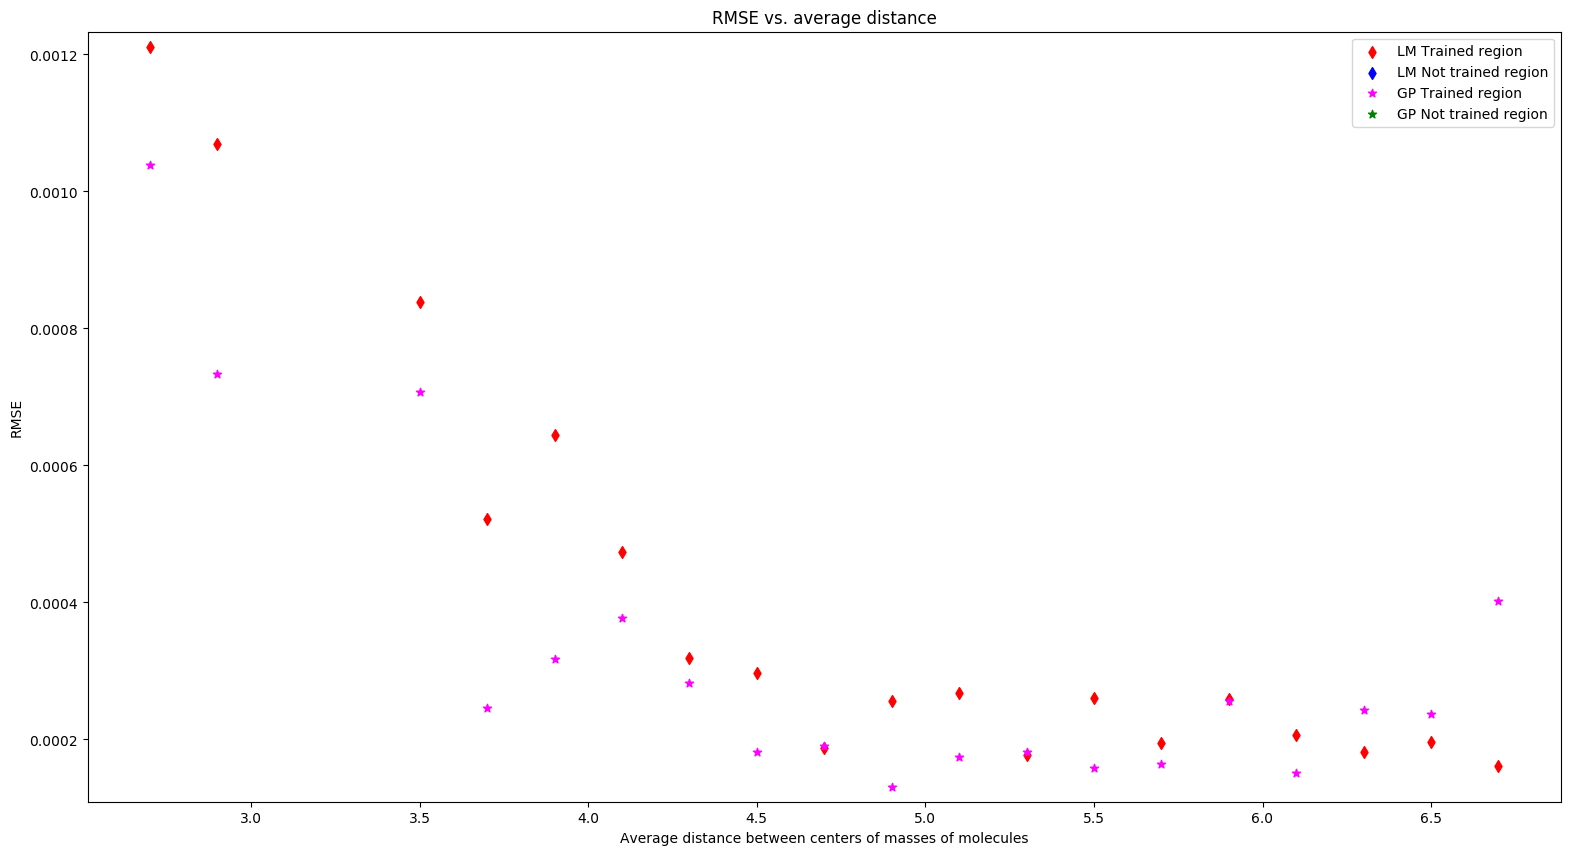 RMSE vs. average distance
LM Trained region
LM Not trained region
GP Trained region
GP Not trained region
RMSE
0.0012
0.0010
0.0008
0.0006
0.0004
0.0002
3.0 3.5 4.0 4.5 5.0 5.5 6.0 6.5
Average distance between centers of masses of molecules